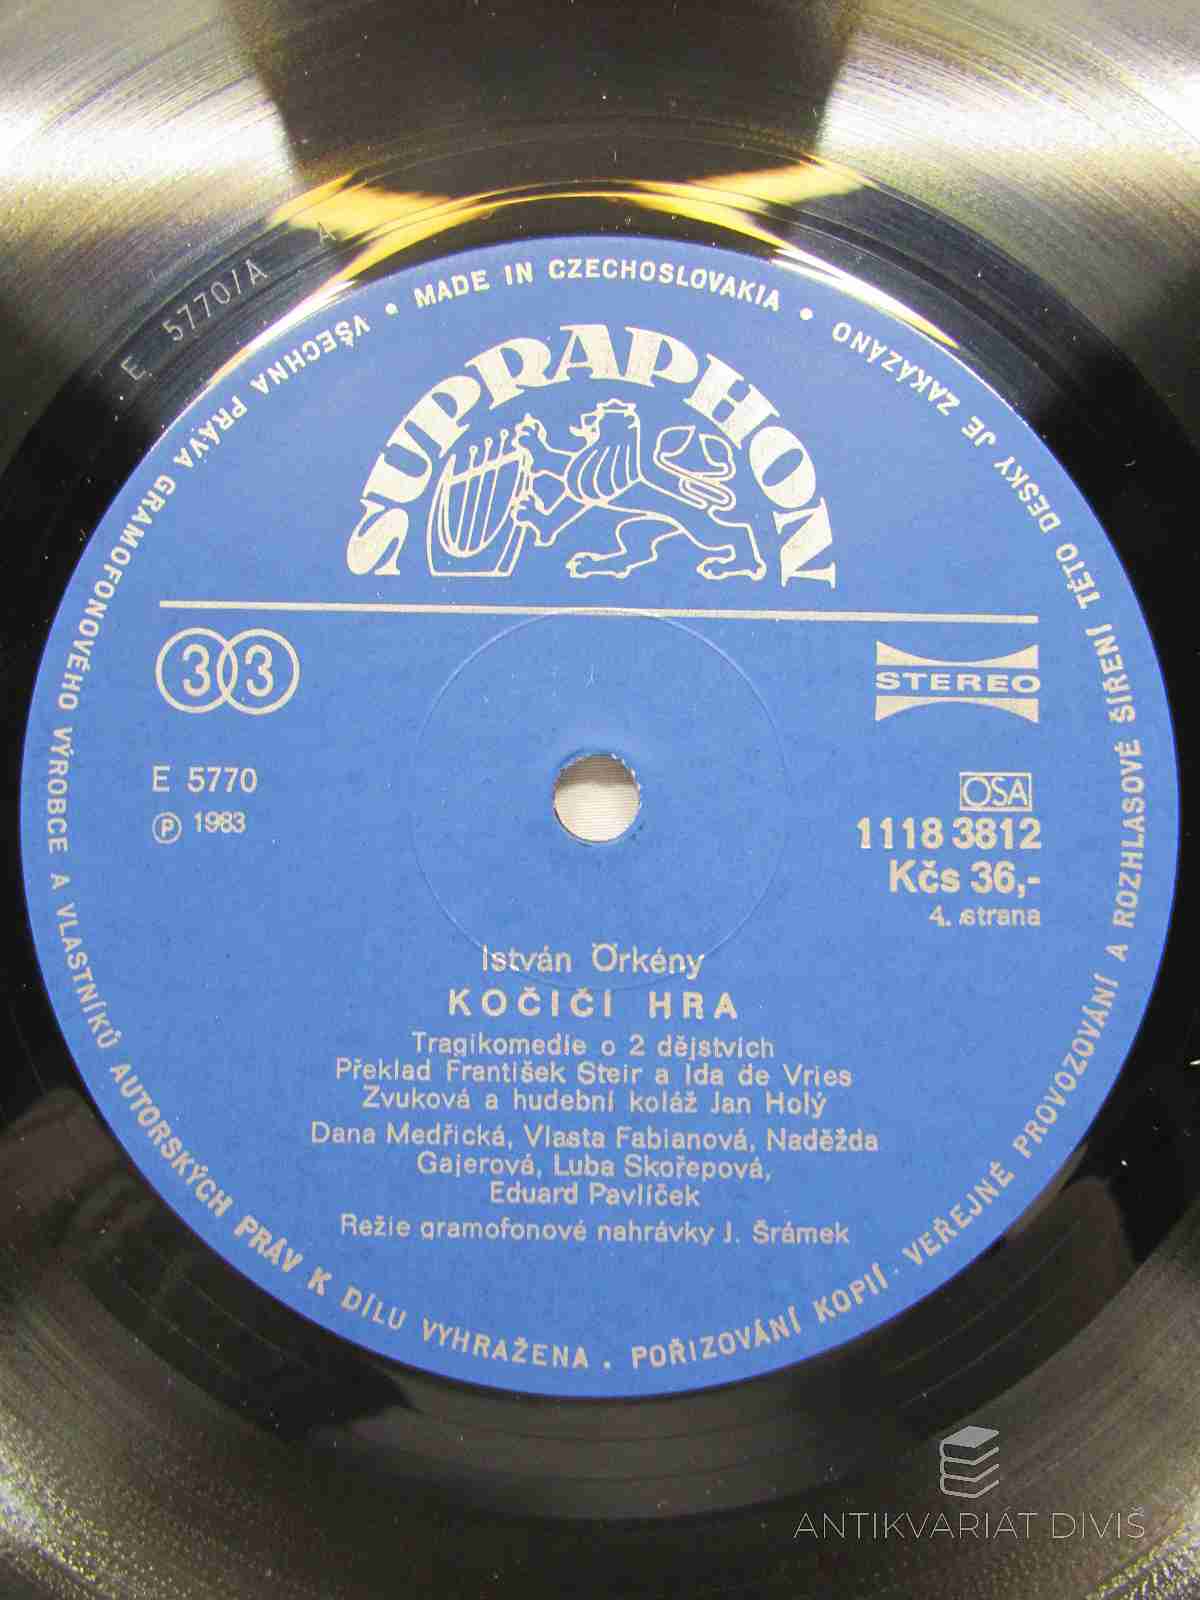 E 5770/A A
MADE IN CZECHOSLOVAKIA •
VŠECHNA PRÁVA GRAMOFONOVÉHO VÝROBCE A VLASTNÍKŮ AUTORSKÝCH PRÁV K DÍLU VYHRAŽENA . POŘIZOVÁNÍ KOPIÍ . VEŘEJNÉ PROVOZOVÁNÍ A ROZHLASOVÉ ŠÍŘENÍ TÉTO DESKY JE ZAKÁZÁNO •
SUPRAPHON
33
STEREO
E 5770
Ⓟ 1983
OSA
1118 3812
Kčs 36,-
4. strana
István Örkény
KOČIČÍ HRA
Tragikomedie o 2 dějstvích
Překlad František Steir a Ida de Vries
Zvuková a hudební koláž Jan Holý
Dana Medřická, Vlasta Fabianová, Naděžda
Gajerová, Luba Skořepová,
Eduard Pavlíček
Režie gramofonové nahrávky J. Šrámek
ANTIKVARIÁT DIVIŠ